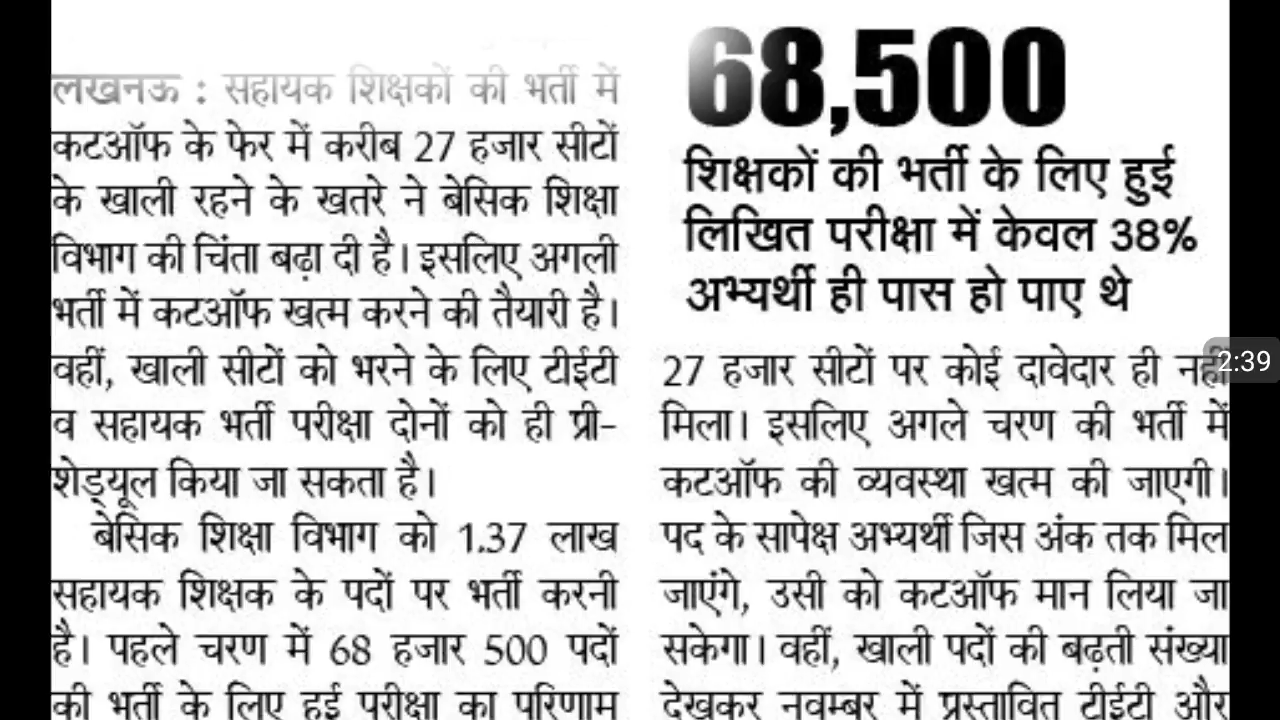 लखनऊ : सहायक शिक्षकों की भर्ती में
कटऑफ के फेर में करीब 27 हजार सीटों
के खाली रहने के खतरे ने बेसिक शिक्षा
विभाग की चिंता बढ़ा दी है। इसलिए अगली
भर्ती में कटऑफ खत्म करने की तैयारी है।
वहीं, खाली सीटों को भरने के लिए टीईटी
व सहायक भर्ती परीक्षा दोनों को ही प्री-
शेड्यूल किया जा सकता है।
बेसिक शिक्षा विभाग को 1.37 लाख
सहायक शिक्षक के पदों पर भर्ती करनी
है। पहले चरण में 68 हजार 500 पदों
की भर्ती के लिए हुई परीक्षा का परिणाम
68,500
शिक्षकों की भर्ती के लिए हुई
लिखित परीक्षा में केवल 38%
अभ्यर्थी ही पास हो पाए थे
27 हजार सीटों पर कोई दावेदार ही नहीं
मिला। इसलिए अगले चरण की भर्ती में
कटऑफ की व्यवस्था खत्म की जाएगी।
पद के सापेक्ष अभ्यर्थी जिस अंक तक मिल
जाएंगे, उसी को कटऑफ मान लिया जा
सकेगा। वहीं, खाली पदों की बढ़ती संख्या
देखकर नवम्बर में प्रस्तावित टीईटी और
2:39